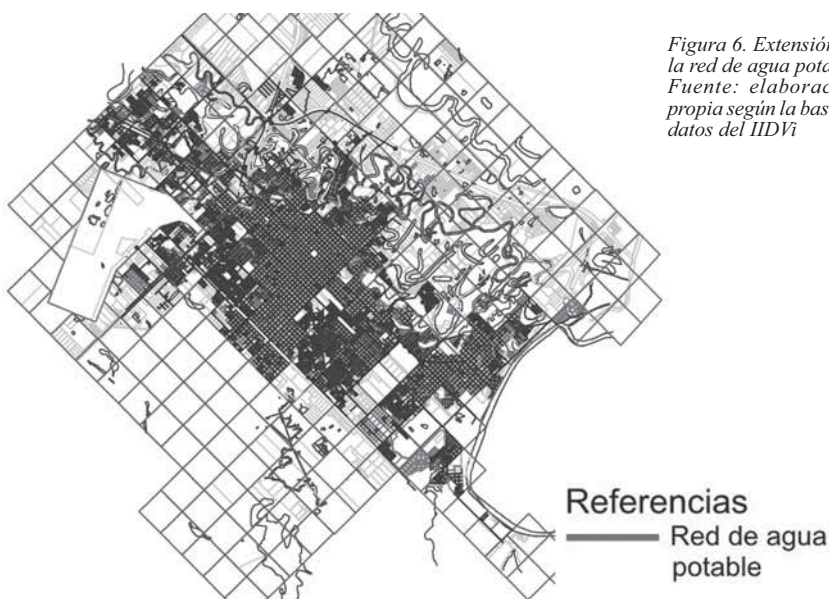 Figura 6. Extensión
la red de agua pota
Fuente: elaborac
propia según la bas
datos del IIDVi
Referencias
Red de agua
potable